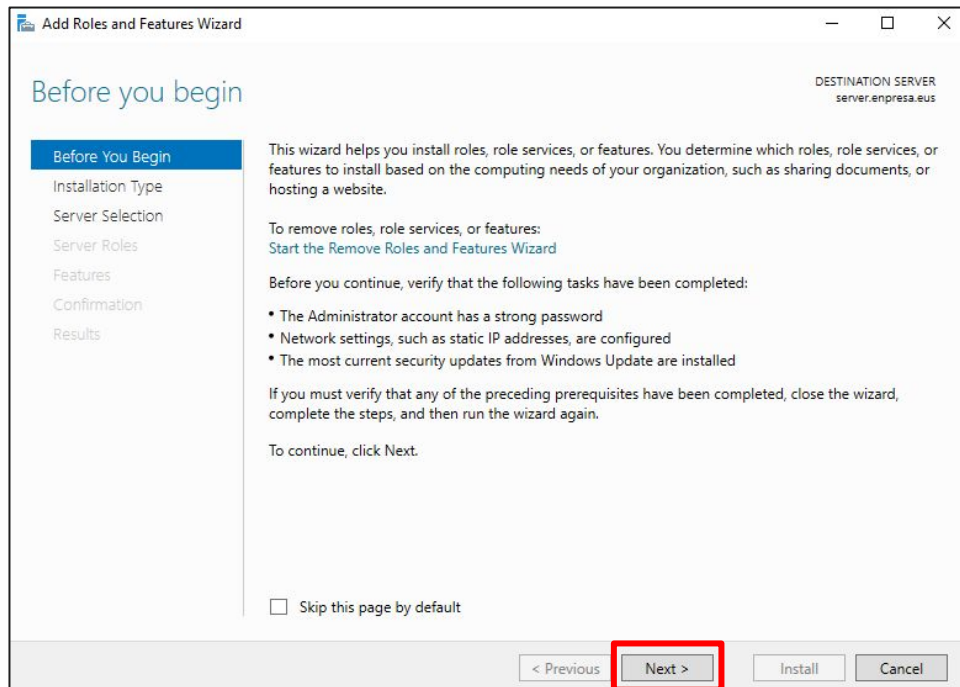 Add Roles and Features Wizard
Before you begin
DESTINATION SERVER
server.enpresa.eus
Before You Begin
Installation Type
Server Selection
Server Roles
Features
Confirmation
Results
This wizard helps you install roles, role services, or features. You determine which roles, role services, or
features to install based on the computing needs of your organization, such as sharing documents, or
hosting a website.
To remove roles, role services, or features:
Start the Remove Roles and Features Wizard
Before you continue, verify that the following tasks have been completed:
• The Administrator account has a strong password
• Network settings, such as static IP addresses, are configured
• The most current security updates from Windows Update are installed
If you must verify that any of the preceding prerequisites have been completed, close the wizard,
complete the steps, and then run the wizard again.
To continue, click Next.
Skip this page by default
< Previous
Next >
Install
Cancel